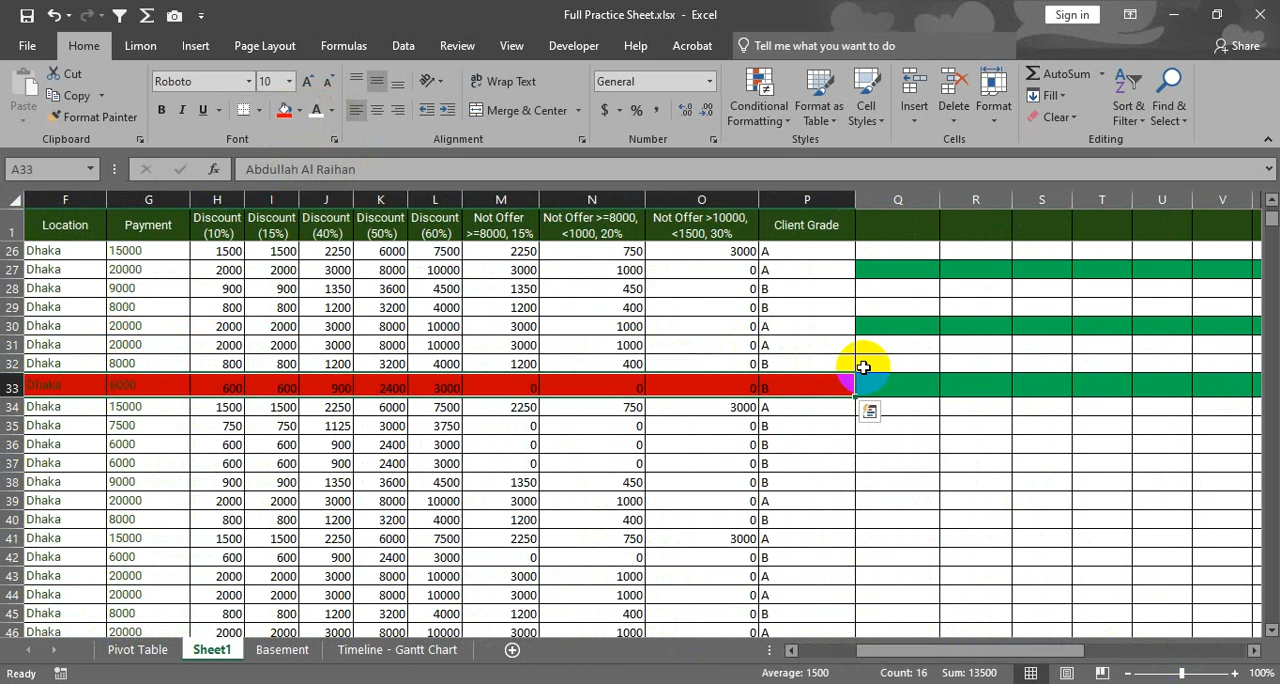 Full Practice Sheet.xlsx - Excel
Sign in
File Home Limon Insert Page Layout Formulas Data Review View Developer Help Acrobat Tell me what you want to do Share
Paste Cut Copy Format Painter Clipboard
Roboto 10 B I U A Font
Wrap Text Merge & Center Alignment
General $ % , Number
Conditional Formatting Format as Table Cell Styles Styles
Insert Delete Format Cells
AutoSum Fill Clear Sort & Filter Find & Select Editing
A33 fx Abdullah Al Raihan
F G H I J K L M N O P Q R S T U V
1 Location Payment Discount (10%) Discount (15%) Discount (40%) Discount (50%) Discount (60%) Not Offer >=8000, 15% Not Offer >=8000, <1000, 20% Not Offer >10000, <1500, 30% Client Grade
26 Dhaka 15000 1500 1500 2250 6000 7500 2250 750 3000 A
27 Dhaka 20000 2000 2000 3000 8000 10000 3000 1000 0 A
28 Dhaka 9000 900 900 1350 3600 4500 1350 450 0 B
29 Dhaka 8000 800 800 1200 3200 4000 1200 400 0 B
30 Dhaka 20000 2000 2000 3000 8000 10000 3000 1000 0 A
31 Dhaka 20000 2000 2000 3000 8000 10000 3000 1000 0 A
32 Dhaka 8000 800 800 1200 3200 4000 1200 400 0 B
33 Dhaka 6000 600 600 900 2400 3000 0 0 0 B
34 Dhaka 15000 1500 1500 2250 6000 7500 2250 750 3000 A
35 Dhaka 7500 750 750 1125 3000 3750 0 0 0 B
36 Dhaka 6000 600 600 900 2400 3000 0 0 0 B
37 Dhaka 6000 600 600 900 2400 3000 0 0 0 B
38 Dhaka 9000 900 900 1350 3600 4500 1350 450 0 B
39 Dhaka 20000 2000 2000 3000 8000 10000 3000 1000 0 A
40 Dhaka 8000 800 800 1200 3200 4000 1200 400 0 B
41 Dhaka 15000 1500 1500 2250 6000 7500 2250 750 3000 A
42 Dhaka 6000 600 600 900 2400 3000 0 0 0 B
43 Dhaka 20000 2000 2000 3000 8000 10000 3000 1000 0 A
44 Dhaka 20000 2000 2000 3000 8000 10000 3000 1000 0 A
45 Dhaka 8000 800 800 1200 3200 4000 1200 400 0 B
46 Dhaka 20000 2000 2000 3000 8000 10000 3000 1000 0 A
Pivot Table Sheet1 Basement Timeline - Gantt Chart
Ready Average: 1500 Count: 16 Sum: 13500 100%